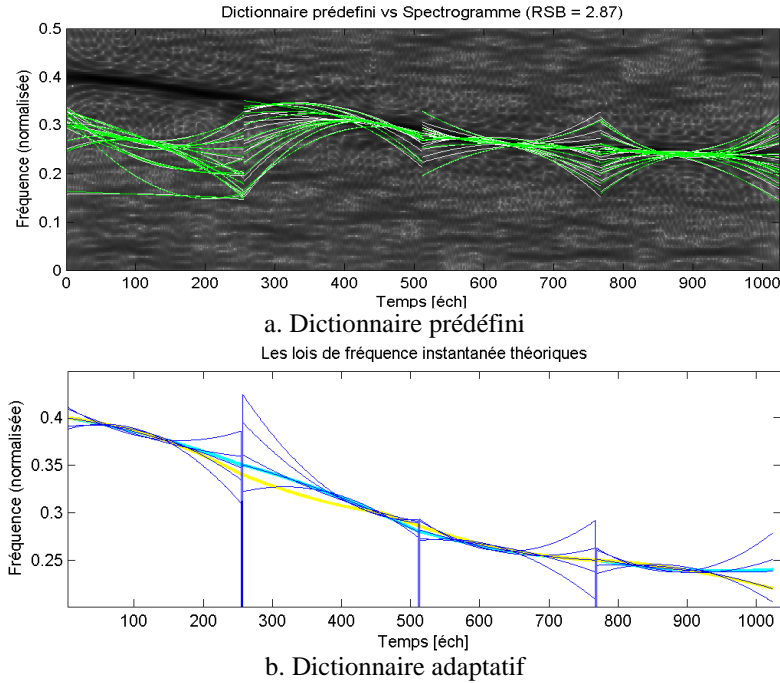 Dictionnaire prédefini vs Spectrogramme (RSB = 2.87)
Fréquence (normalisée)
0.5
0.4
0.3
0.2
0.1
0
0 100 200 300 400 500 600 700 800 900 1000
Temps [éch]
a. Dictionnaire prédéfini
Les lois de fréquence instantanée théoriques
Fréquence (normalisée)
0.4
0.35
0.3
0.25
100 200 300 400 500 600 700 800 900 1000
Temps [éch]
b. Dictionnaire adaptatif